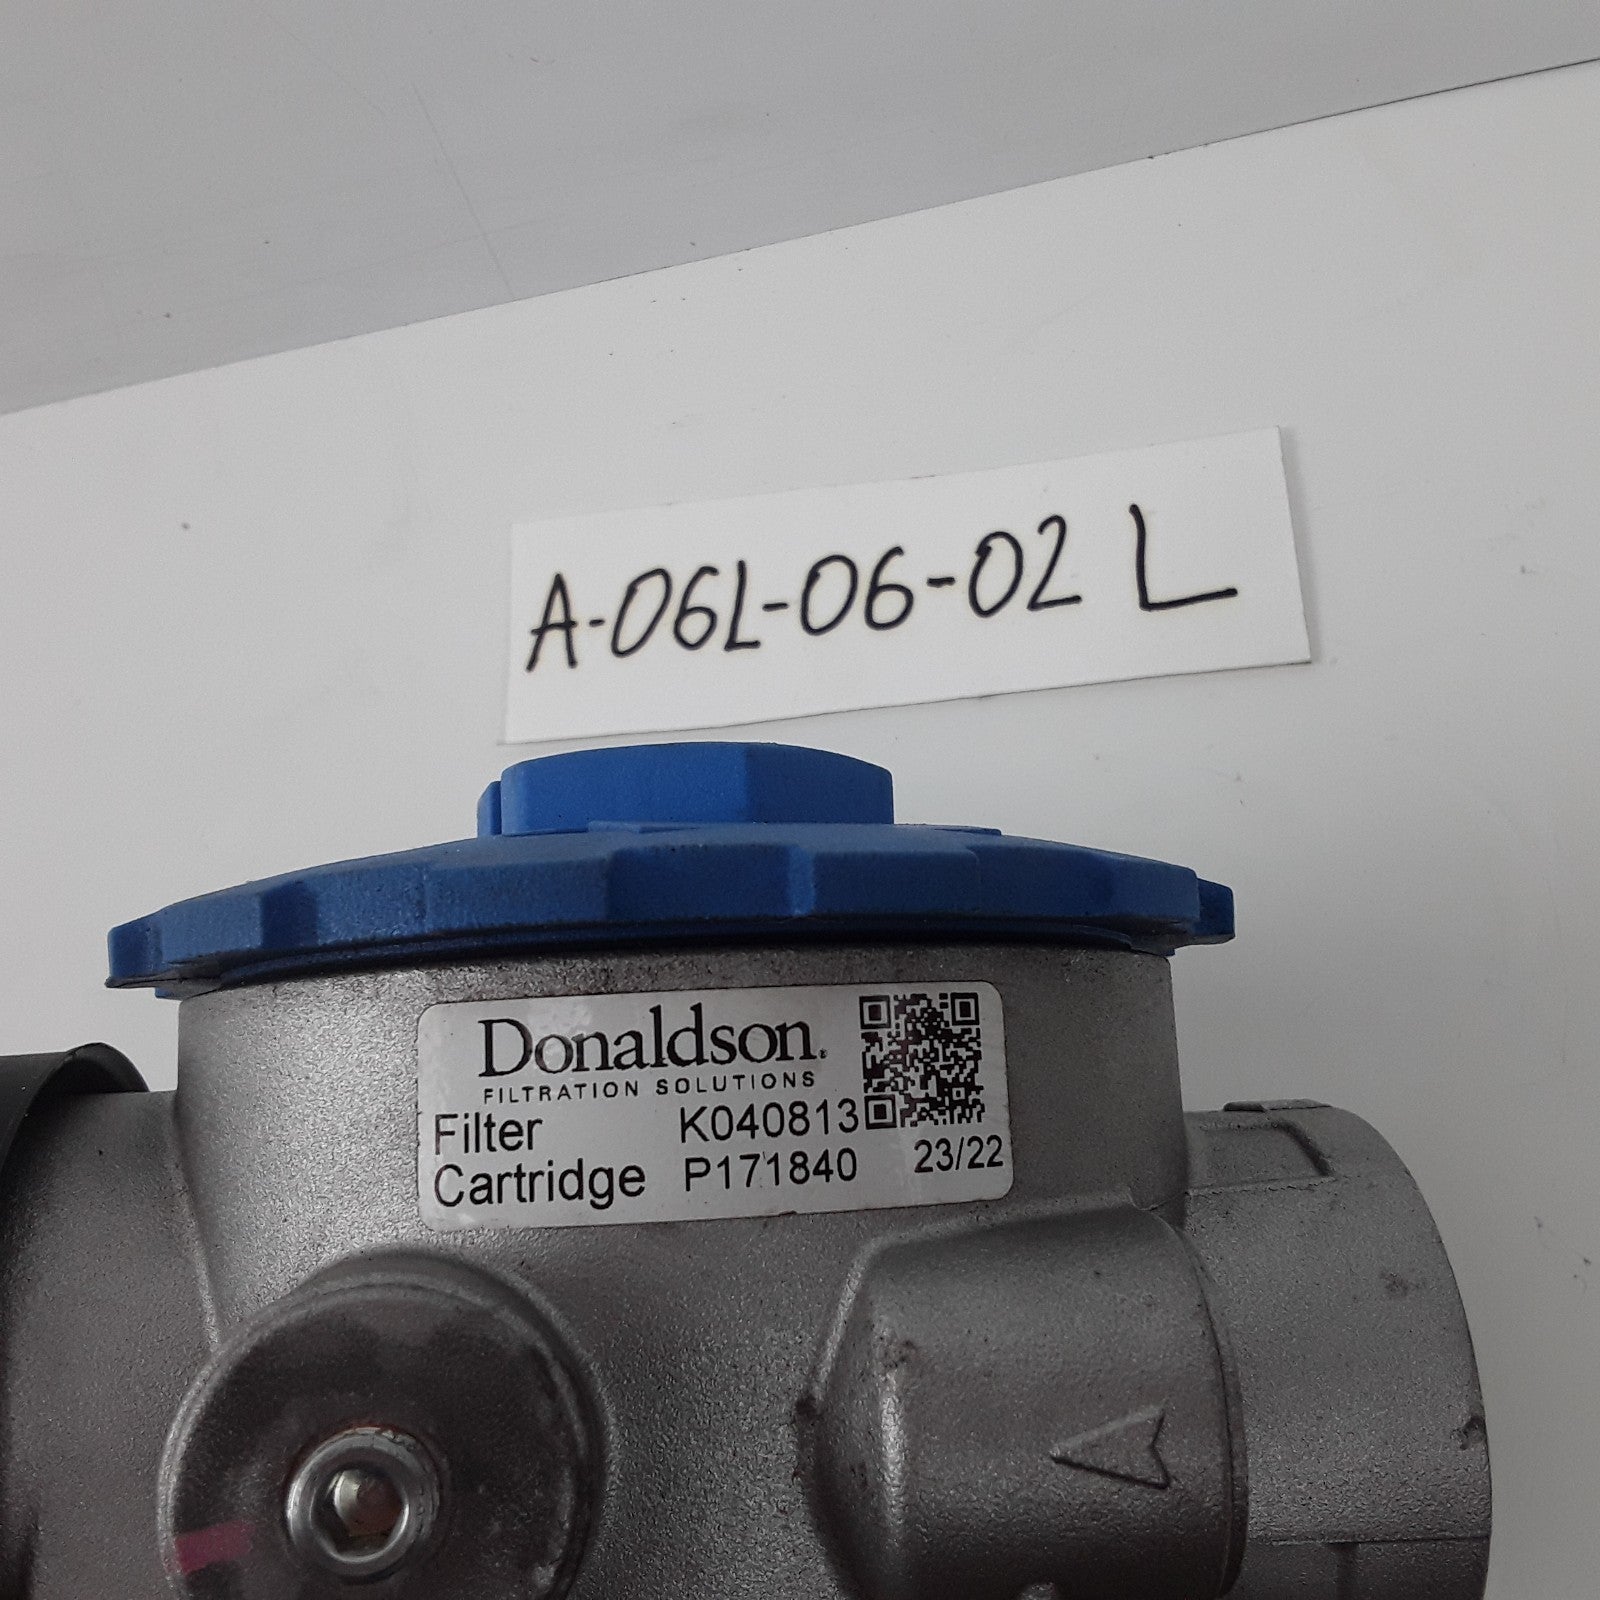 A-06L-06-02 L
Donaldson.
FILTRATION SOLUTIONS
Filter K040813
Cartridge P171840 23/22